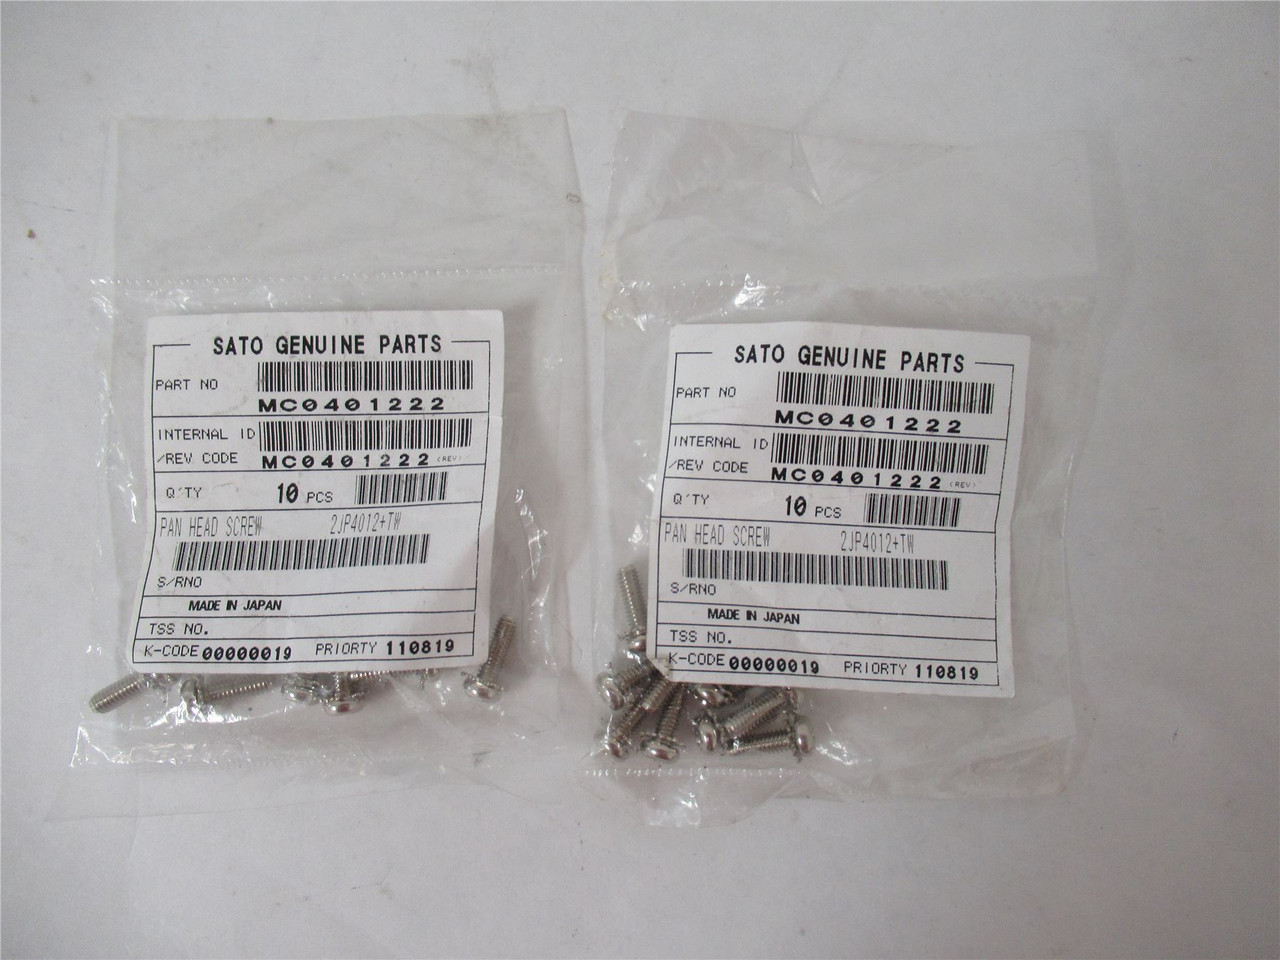 SATO GENUINE PARTS
PART NO
MC0401222
INTERNAL ID
/REV CODE MC0401222 (REV)
Q'TY 10 PCS
PAN HEAD SCREW 2JP4012+TW
S/RNO
MADE IN JAPAN
TSS NO.
K-CODE 00000019 PRIORTY 110819
SATO GENUINE PARTS
PART NO
MC0401222
INTERNAL ID
/REV CODE MC0401222 (REV)
Q'TY 10 PCS
PAN HEAD SCREW 2JP4012+TW
S/RNO
MADE IN JAPAN
TSS NO.
K-CODE 00000019 PRIORTY 110819